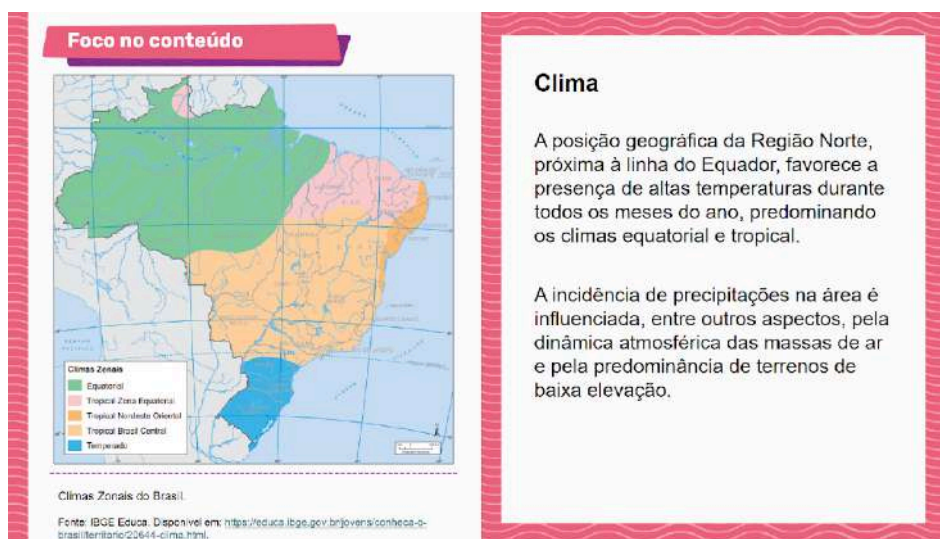 Foco no conteúdo
Climas Zonais
Equatorial
Tropical Zona Equatorial
Tropical Nordeste Oriental
Tropical Brasil Central
Temperado
Climas Zonais do Brasil.
Fonte: IBGE Educa. Disponível em: https://educa.ibge.gov.br/jovens/conheca-o-
brasil/territorio/20644-clima.html.
Clima
A posição geográfica da Região Norte,
próxima à linha do Equador, favorece a
presença de altas temperaturas durante
todos os meses do ano, predominando
os climas equatorial e tropical.
A incidência de precipitações na área é
influenciada, entre outros aspectos, pela
dinâmica atmosférica das massas de ar
e pela predominância de terrenos de
baixa elevação.